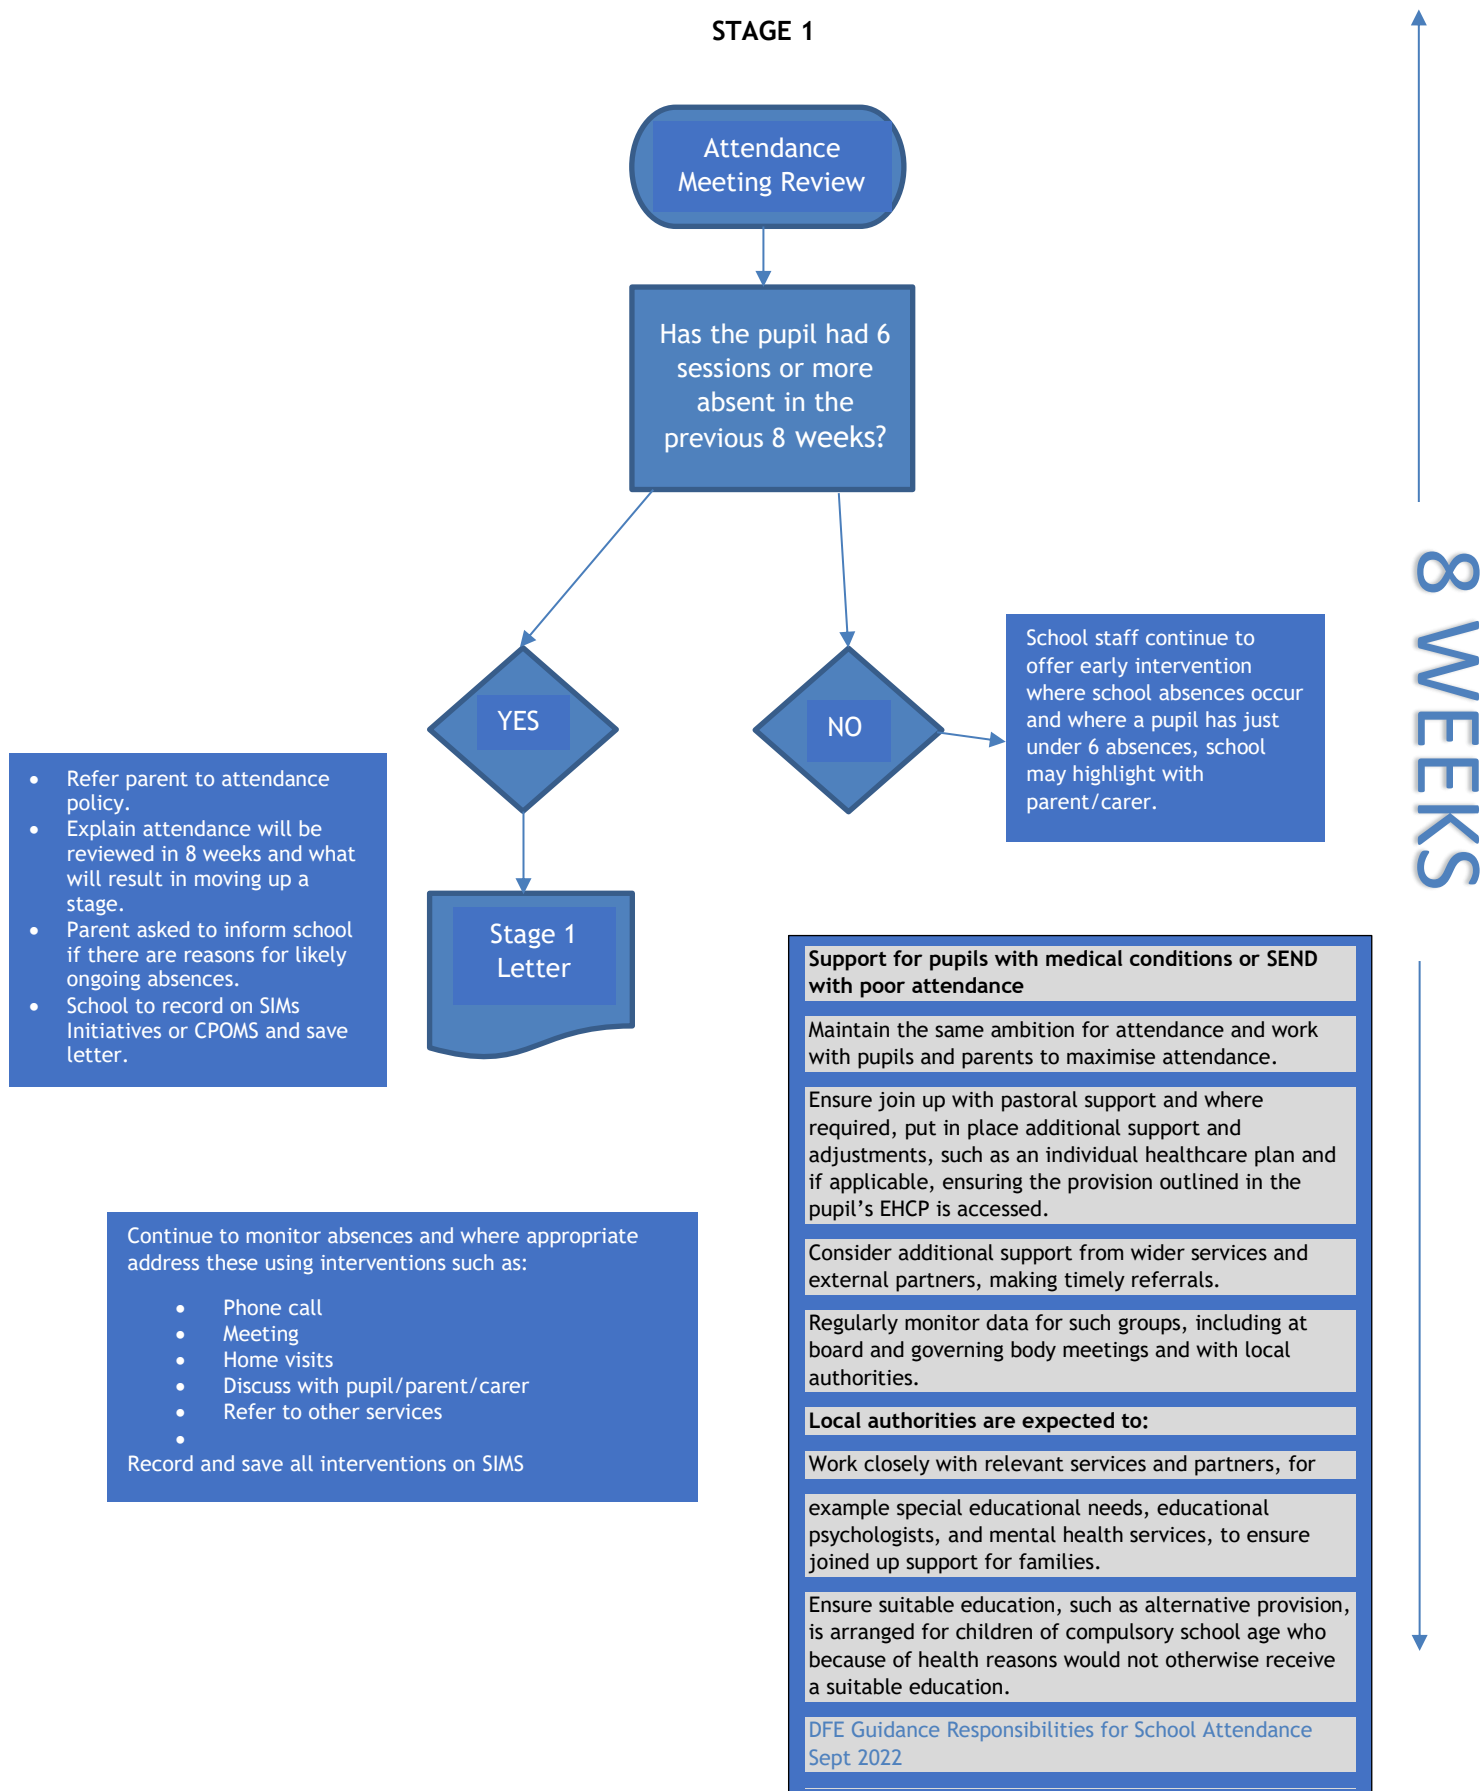 STAGE 1
Attendance
Meeting Review
Has the pupil had 6
sessions or more
absent in the
previous 8 weeks?
YES
NO
School staff continue to
offer early intervention
where school absences occur
and where a pupil has just
under 6 absences, school
may highlight with
parent/carer.
8 WEEKS
• Refer parent to attendance
policy.
• Explain attendance will be
reviewed in 8 weeks and what
will result in moving up a
stage.
• Parent asked to inform school
if there are reasons for likely
ongoing absences.
• School to record on SIMs
Initiatives or CPOMS and save
letter.
Stage 1
Letter
Continue to monitor absences and where appropriate
address these using interventions such as:
• Phone call
• Meeting
• Home visits
• Discuss with pupil/parent/carer
• Refer to other services
•
Record and save all interventions on SIMS
Support for pupils with medical conditions or SEND
with poor attendance
Maintain the same ambition for attendance and work
with pupils and parents to maximise attendance.
Ensure join up with pastoral support and where
required, put in place additional support and
adjustments, such as an individual healthcare plan and
if applicable, ensuring the provision outlined in the
pupil’s EHCP is accessed.
Consider additional support from wider services and
external partners, making timely referrals.
Regularly monitor data for such groups, including at
board and governing body meetings and with local
authorities.
Local authorities are expected to:
Work closely with relevant services and partners, for
example special educational needs, educational
psychologists, and mental health services, to ensure
joined up support for families.
Ensure suitable education, such as alternative provision,
is arranged for children of compulsory school age who
because of health reasons would not otherwise receive
a suitable education.
DFE Guidance Responsibilities for School Attendance
Sept 2022